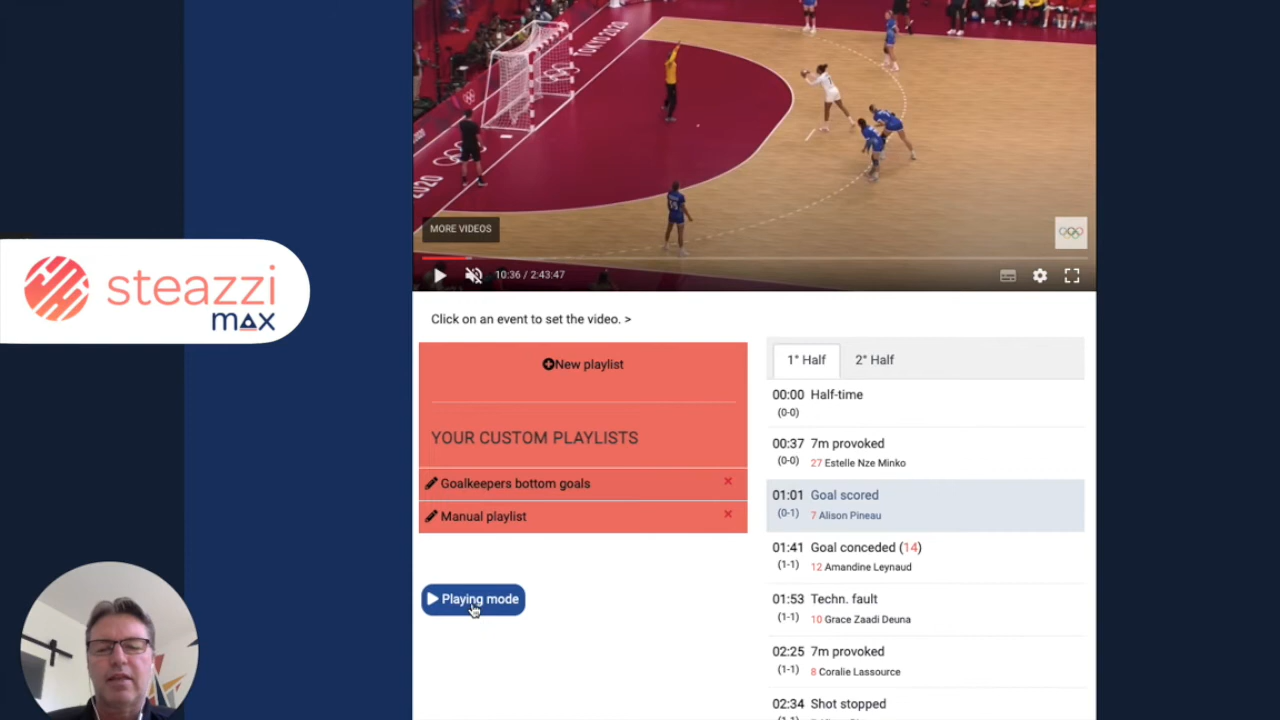 TOKYO 2020
2020
MORE VIDEOS
10:36 / 2:43:47
steazzi
max
Click on an event to set the video. >
New playlist
YOUR CUSTOM PLAYLISTS
Goalkeepers bottom goals
Manual playlist
Playing mode
1° Half 2° Half
00:00 Half-time
(0-0)
00:37 7m provoked
(0-0) 27 Estelle Nze Minko
01:01 Goal scored
(0-1) 7 Alison Pineau
01:41 Goal conceded (14)
(1-1) 12 Amandine Leynaud
01:53 Techn. fault
(1-1) 10 Grace Zaadi Deuna
02:25 7m provoked
(1-1) 8 Coralie Lassource
02:34 Shot stopped